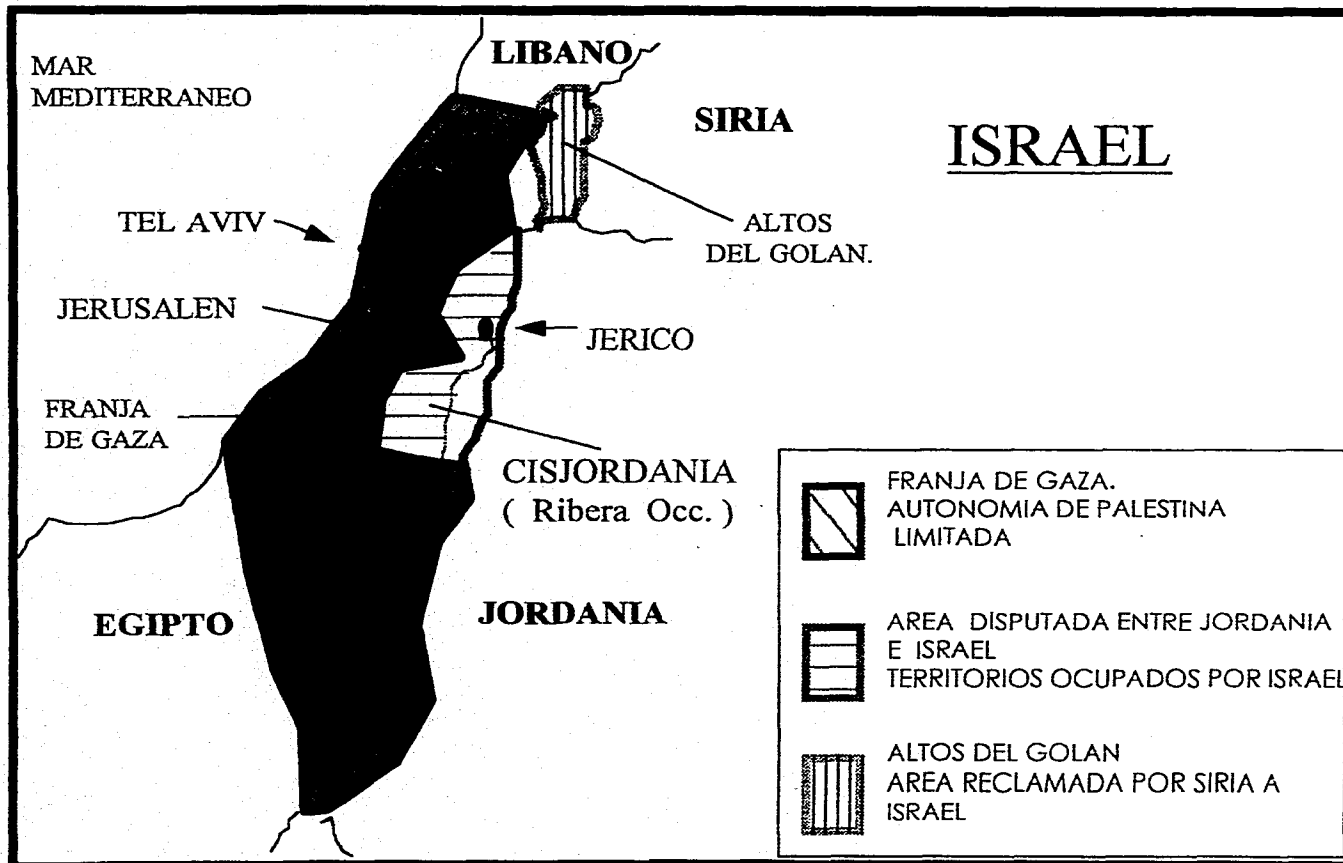 MAR
MEDITERRANEO
LIBANO
SIRIA
ISRAEL
TEL AVIV
ALTOS
DEL GOLAN.
JERUSALEN
JERICO
FRANJA
DE GAZA
CISJORDANIA
( Ribera Occ. )
EGIPTO
JORDANIA
FRANJA DE GAZA.
AUTONOMIA DE PALESTINA
LIMITADA
AREA DISPUTADA ENTRE JORDANIA
E ISRAEL
TERRITORIOS OCUPADOS POR ISRAEL
ALTOS DEL GOLAN
AREA RECLAMADA POR SIRIA A
ISRAEL